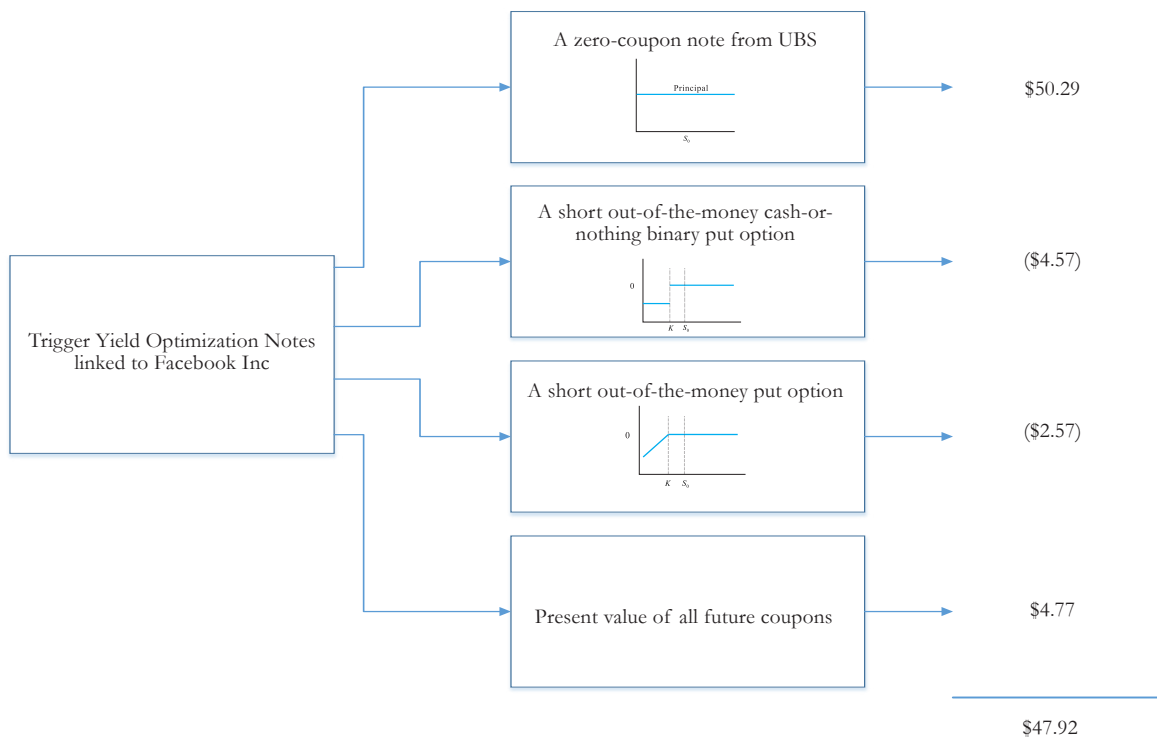 A zero-coupon note from UBS
Principal
S₀
$50.29
A short out-of-the-money cash-or-
nothing binary put option
0
K S₀
($4.57)
Trigger Yield Optimization Notes
linked to Facebook Inc
A short out-of-the-money put option
0
K S₀
($2.57)
Present value of all future coupons
$4.77
$47.92